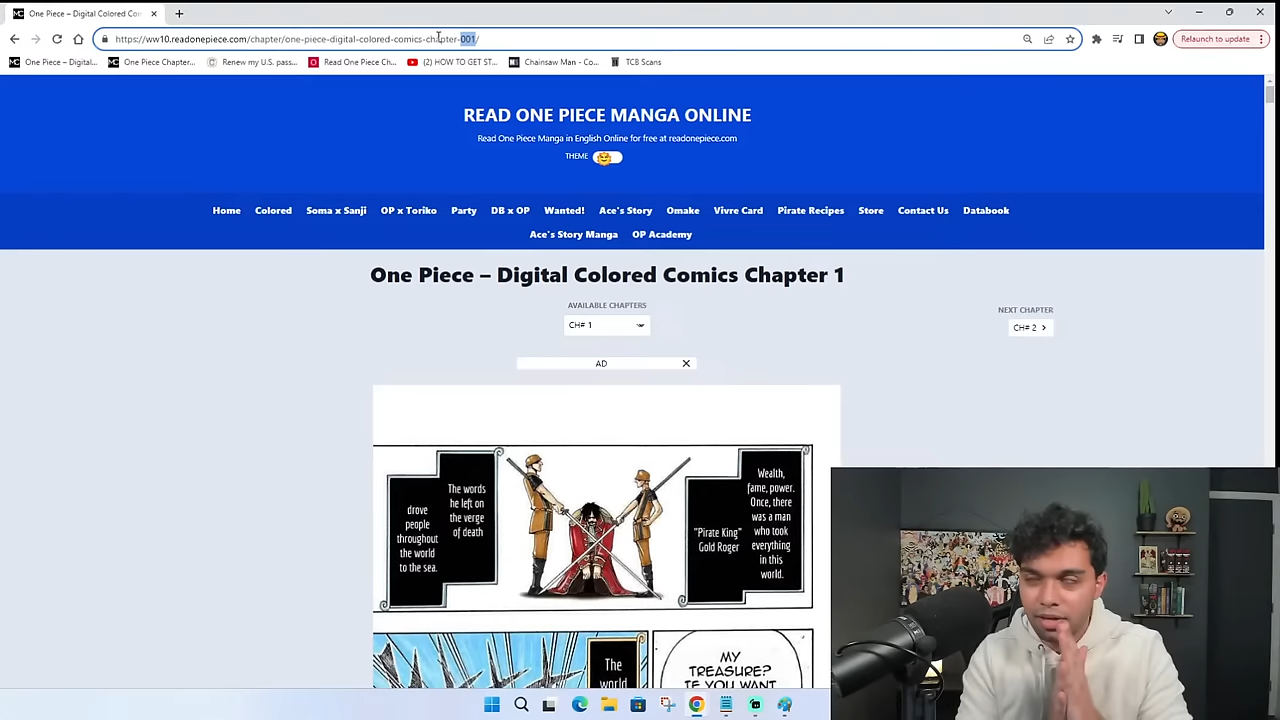 One Piece – Digital Colored Con
https://ww10.readonepiece.com/chapter/one-piece-digital-colored-comics-chapter-001/
Relaunch to update
One Piece – Digital...
One Piece Chapter...
Renew my U.S. pass...
Read One Piece Ch...
(2) HOW TO GET ST...
Chainsaw Man - Co...
TCB Scans
READ ONE PIECE MANGA ONLINE
Read One Piece Manga in English Online for free at readonepiece.com
THEME
Home Colored Soma x Sanji OP x Toriko Party DB x OP Wanted! Ace's Story Omake Vivre Card Pirate Recipes Store Contact Us Databook
Ace's Story Manga OP Academy
One Piece – Digital Colored Comics Chapter 1
AVAILABLE CHAPTERS
CH# 1
NEXT CHAPTER
CH# 2
AD
Wealth,
fame, power.
Once, there
was a man
who took
everything
in this
world.
"Pirate King"
Gold Roger
The words
he left on
the verge
of death
drove
people
throughout
the world
to the sea.
MY
TREASURE?
IF YOU WANT
The
world